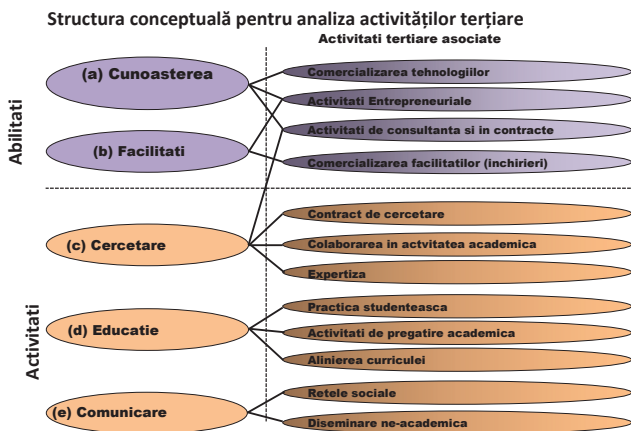 Structura conceptuală pentru analiza activităților terțiare
Activitati tertiare asociate
Abilitati
(a) Cunoasterea
Comercializarea tehnologiilor
Activitati Entrepreneuriale
Activitati de consultanta si in contracte
(b) Facilitati
Comercializarea facilitatilor (inchirieri)
Activitati
(c) Cercetare
Contract de cercetare
Colaborarea in actvitatea academica
Expertiza
(d) Educatie
Practica studenteasca
Activitati de pregatire academica
Alinierea curriculei
(e) Comunicare
Retele sociale
Diseminare ne-academica